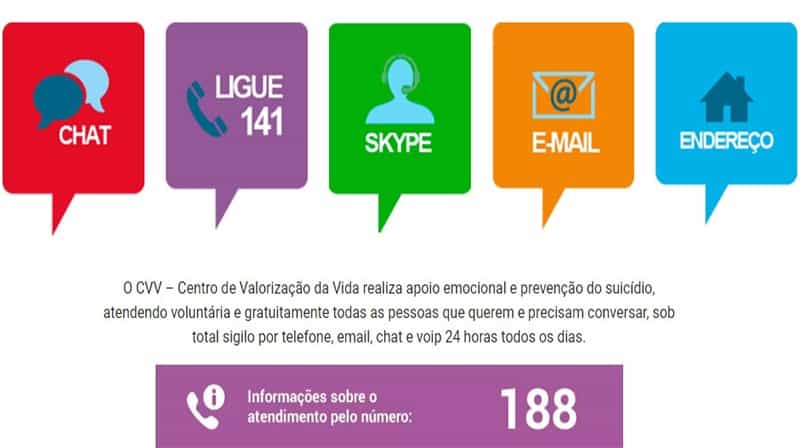 CHAT
LIGUE
141
SKYPE
@
E-MAIL
ENDEREÇO
O CVV – Centro de Valorização da Vida realiza apoio emocional e prevenção do suicídio,
atendendo voluntária e gratuitamente todas as pessoas que querem e precisam conversar, sob
total sigilo por telefone, email, chat e voip 24 horas todos os dias.
i
Informações sobre o
atendimento pelo número:
188